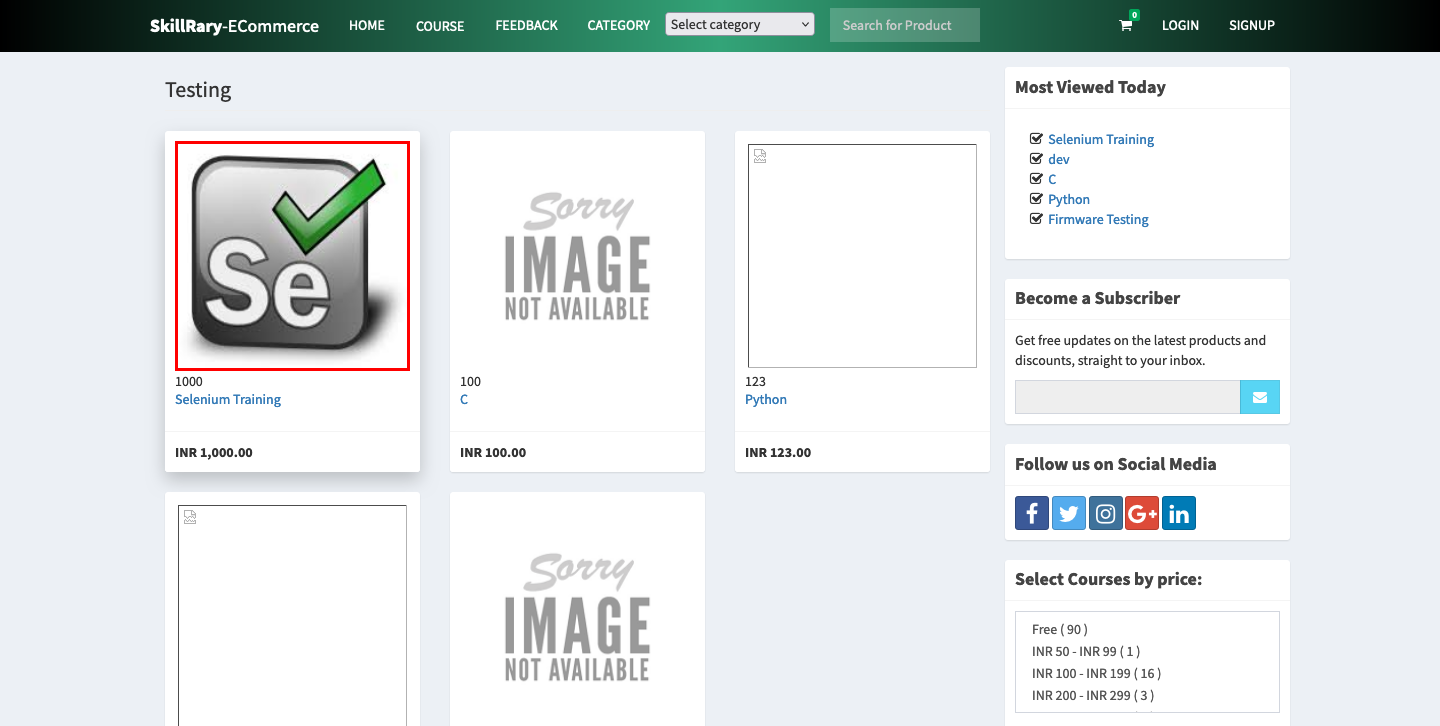 SkillRary-ECommerce HOME COURSE FEEDBACK CATEGORY Select category Search for Product 0 LOGIN SIGNUP
Testing
Se
1000
Selenium Training
INR 1,000.00
Sorry
IMAGE
NOT AVAILABLE
100
C
INR 100.00
123
Python
INR 123.00
Sorry
IMAGE
NOT AVAILABLE
Most Viewed Today
Selenium Training
dev
C
Python
Firmware Testing
Become a Subscriber
Get free updates on the latest products and
discounts, straight to your inbox.
Follow us on Social Media
Select Courses by price:
Free ( 90 )
INR 50 - INR 99 ( 1 )
INR 100 - INR 199 ( 16 )
INR 200 - INR 299 ( 3 )